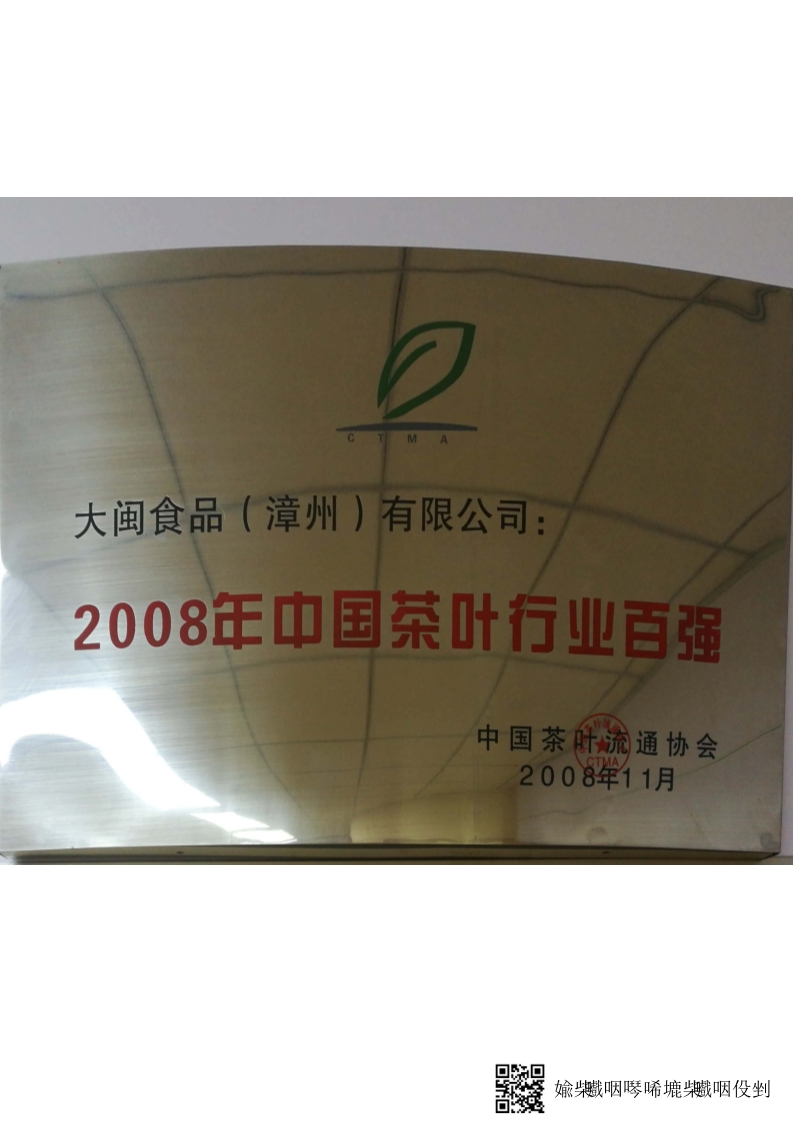 C T M A
大闽食品（漳州）有限公司：
2008年中国茶叶行业百强
中国茶叶流通协会
CTMA
2008年11月